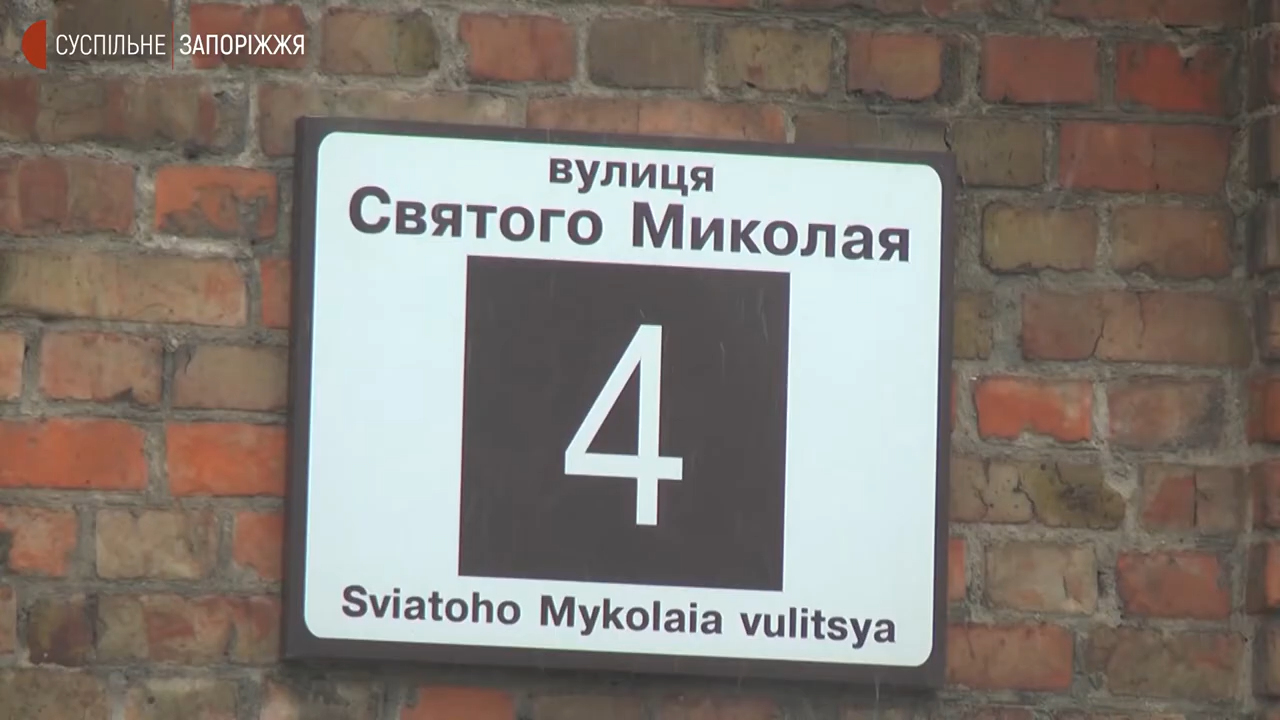 СУСПІЛЬНЕ ЗАПОРІЖЖЯ
вулиця
Святого Миколая
4
Sviatoho Mykolaia vulitsya